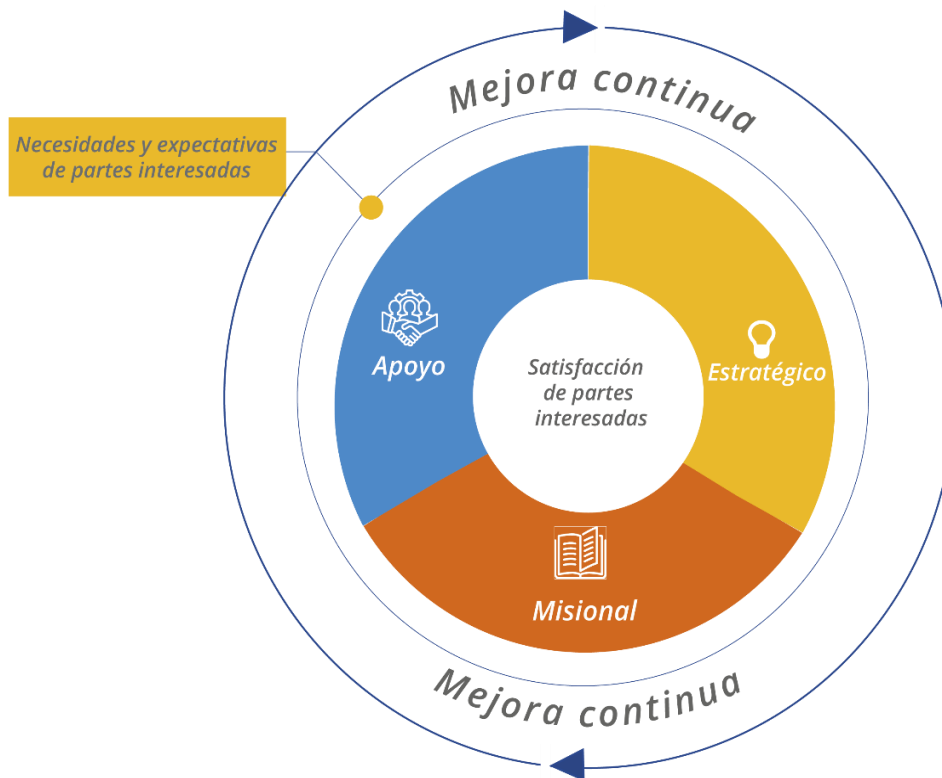 Mejora continua
Necesidades y expectativas
de partes interesadas
Apoyo
Satisfacción
de partes
interesadas
Estratégico
Misional
Mejora continua